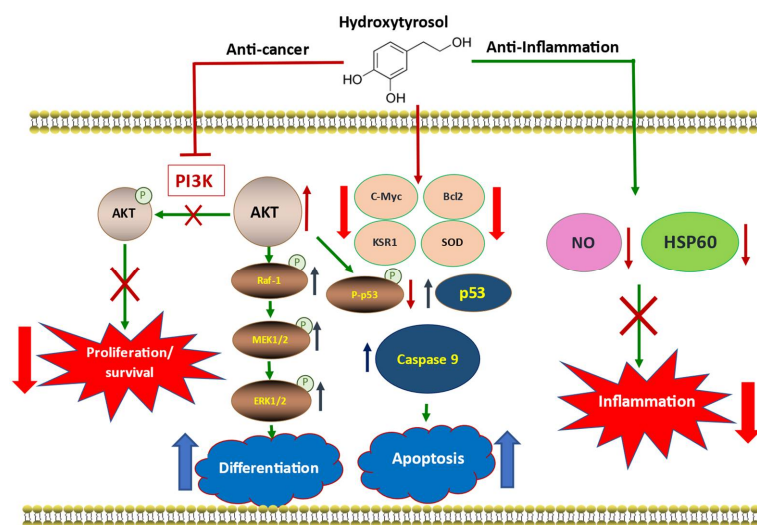 Hydroxytyrosol
Anti-cancer
Anti-Inflammation
OH
HO
OH
PI3K
P
AKT
AKT
C-Myc
Bcl2
KSR1
SOD
NO
HSP60
P
Raf-1
P
P-p53
p53
P
MEK1/2
Proliferation/
survival
Caspase 9
P
ERK1/2
Inflammation
Differentiation
Apoptosis